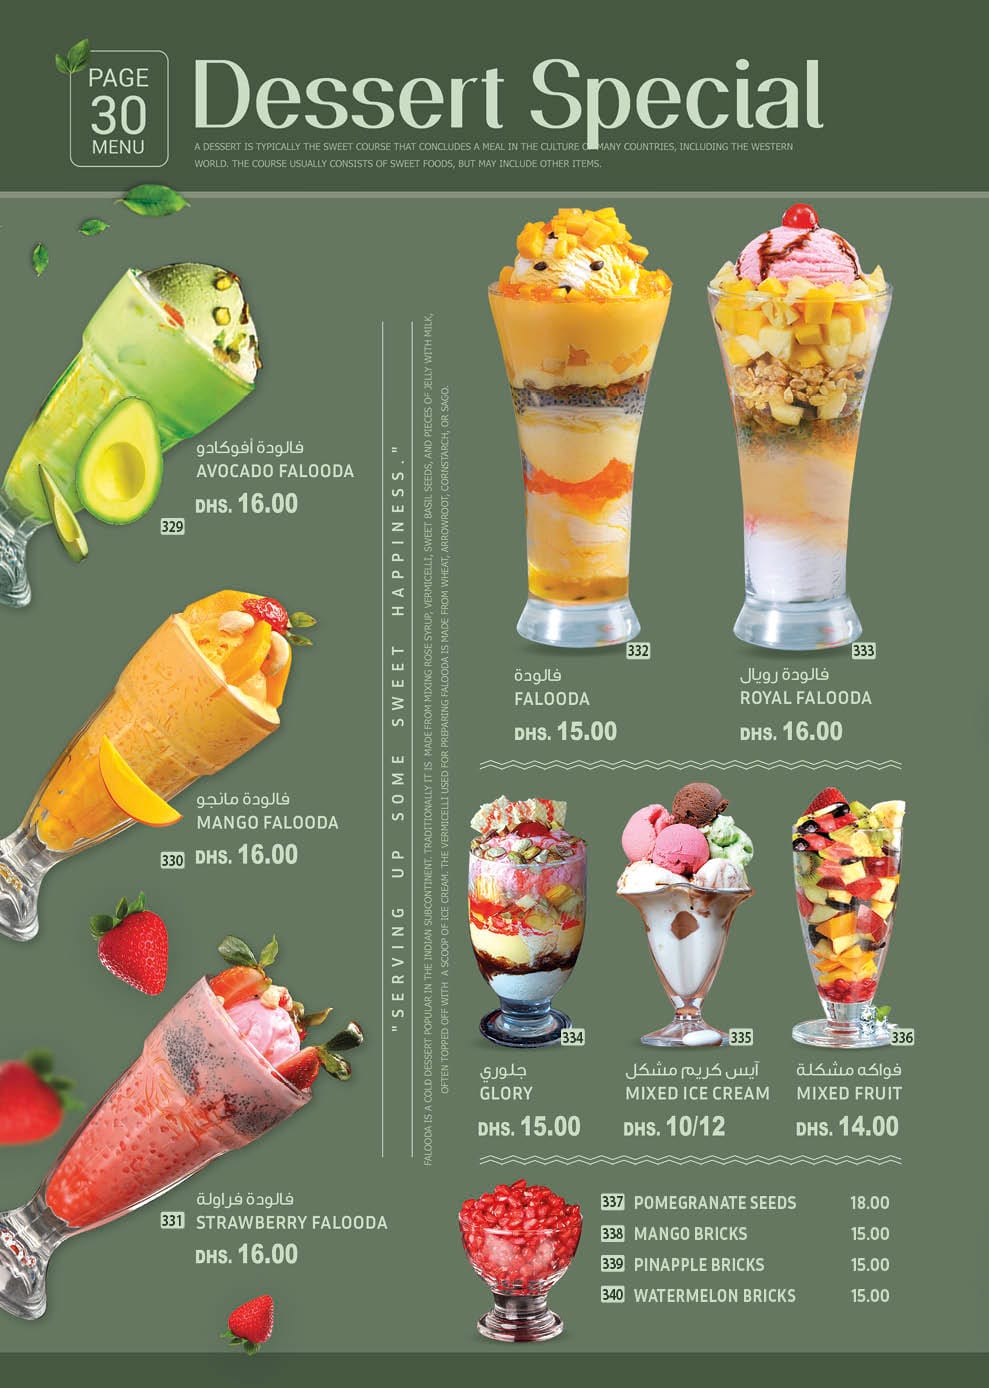 PAGE
30
MENU
Dessert Special
A DESSERT IS TYPICALLY THE SWEET COURSE THAT CONCLUDES A MEAL IN THE CULTURE OF MANY COUNTRIES, INCLUDING THE WESTERN
WORLD. THE COURSE USUALLY CONSISTS OF SWEET FOODS, BUT MAY INCLUDE OTHER ITEMS.
فالودة أفوكادو
AVOCADO FALOODA
DHS. 16.00
329
فالودة مانجو
MANGO FALOODA
330 DHS. 16.00
فالودة فراولة
331 STRAWBERRY FALOODA
DHS. 16.00
"SERVING UP SOME SWEET HAPPINESS."
FALOODA IS A COLD DESSERT POPULAR IN THE INDIAN SUBCONTINENT. TRADITIONALLY IT IS MADE FROM MIXING ROSE SYRUP, VERMICELLI, SWEET BASIL SEEDS, AND PIECES OF JELLY WITH MILK,
OFTEN TOPPED OFF WITH A SCOOP OF ICE CREAM. THE VERMICELLI USED FOR PREPARING FALOODA IS MADE FROM WHEAT, ARROWROOT, CORNSTARCH, OR SAGO.
332
فالودة
FALOODA
DHS. 15.00
333
فالودة رويال
ROYAL FALOODA
DHS. 16.00
334
جلوري
GLORY
DHS. 15.00
335
آيس كريم مشكل
MIXED ICE CREAM
DHS. 10/12
336
فواكه مشكلة
MIXED FRUIT
DHS. 14.00
337 POMEGRANATE SEEDS 18.00
338 MANGO BRICKS 15.00
339 PINAPPLE BRICKS 15.00
340 WATERMELON BRICKS 15.00